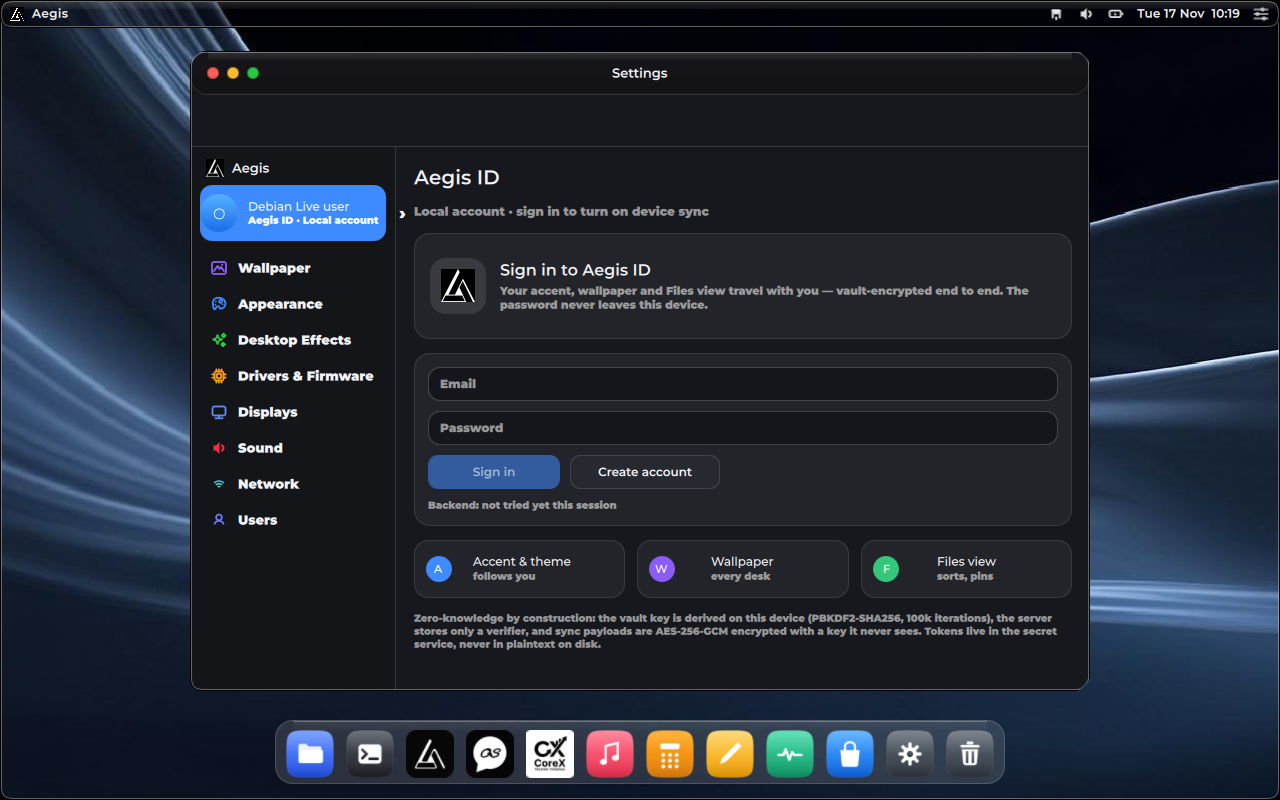 Aegis
Tue 17 Nov 10:19
Settings
Aegis
Debian Live user
Aegis ID · Local account
Wallpaper
Appearance
Desktop Effects
Drivers & Firmware
Displays
Sound
Network
Users
Aegis ID
Local account · sign in to turn on device sync
Sign in to Aegis ID
Your accent, wallpaper and Files view travel with you — vault-encrypted end to end. The
password never leaves this device.
Email
Password
Sign in
Create account
Backend: not tried yet this session
A
Accent & theme
follows you
W
Wallpaper
every desk
F
Files view
sorts, pins
Zero-knowledge by construction: the vault key is derived on this device (PBKDF2-SHA256, 100k iterations), the server
stores only a verifier, and sync payloads are AES-256-GCM encrypted with a key it never sees. Tokens live in the secret
service, never in plaintext on disk.
as
CX
CoreX